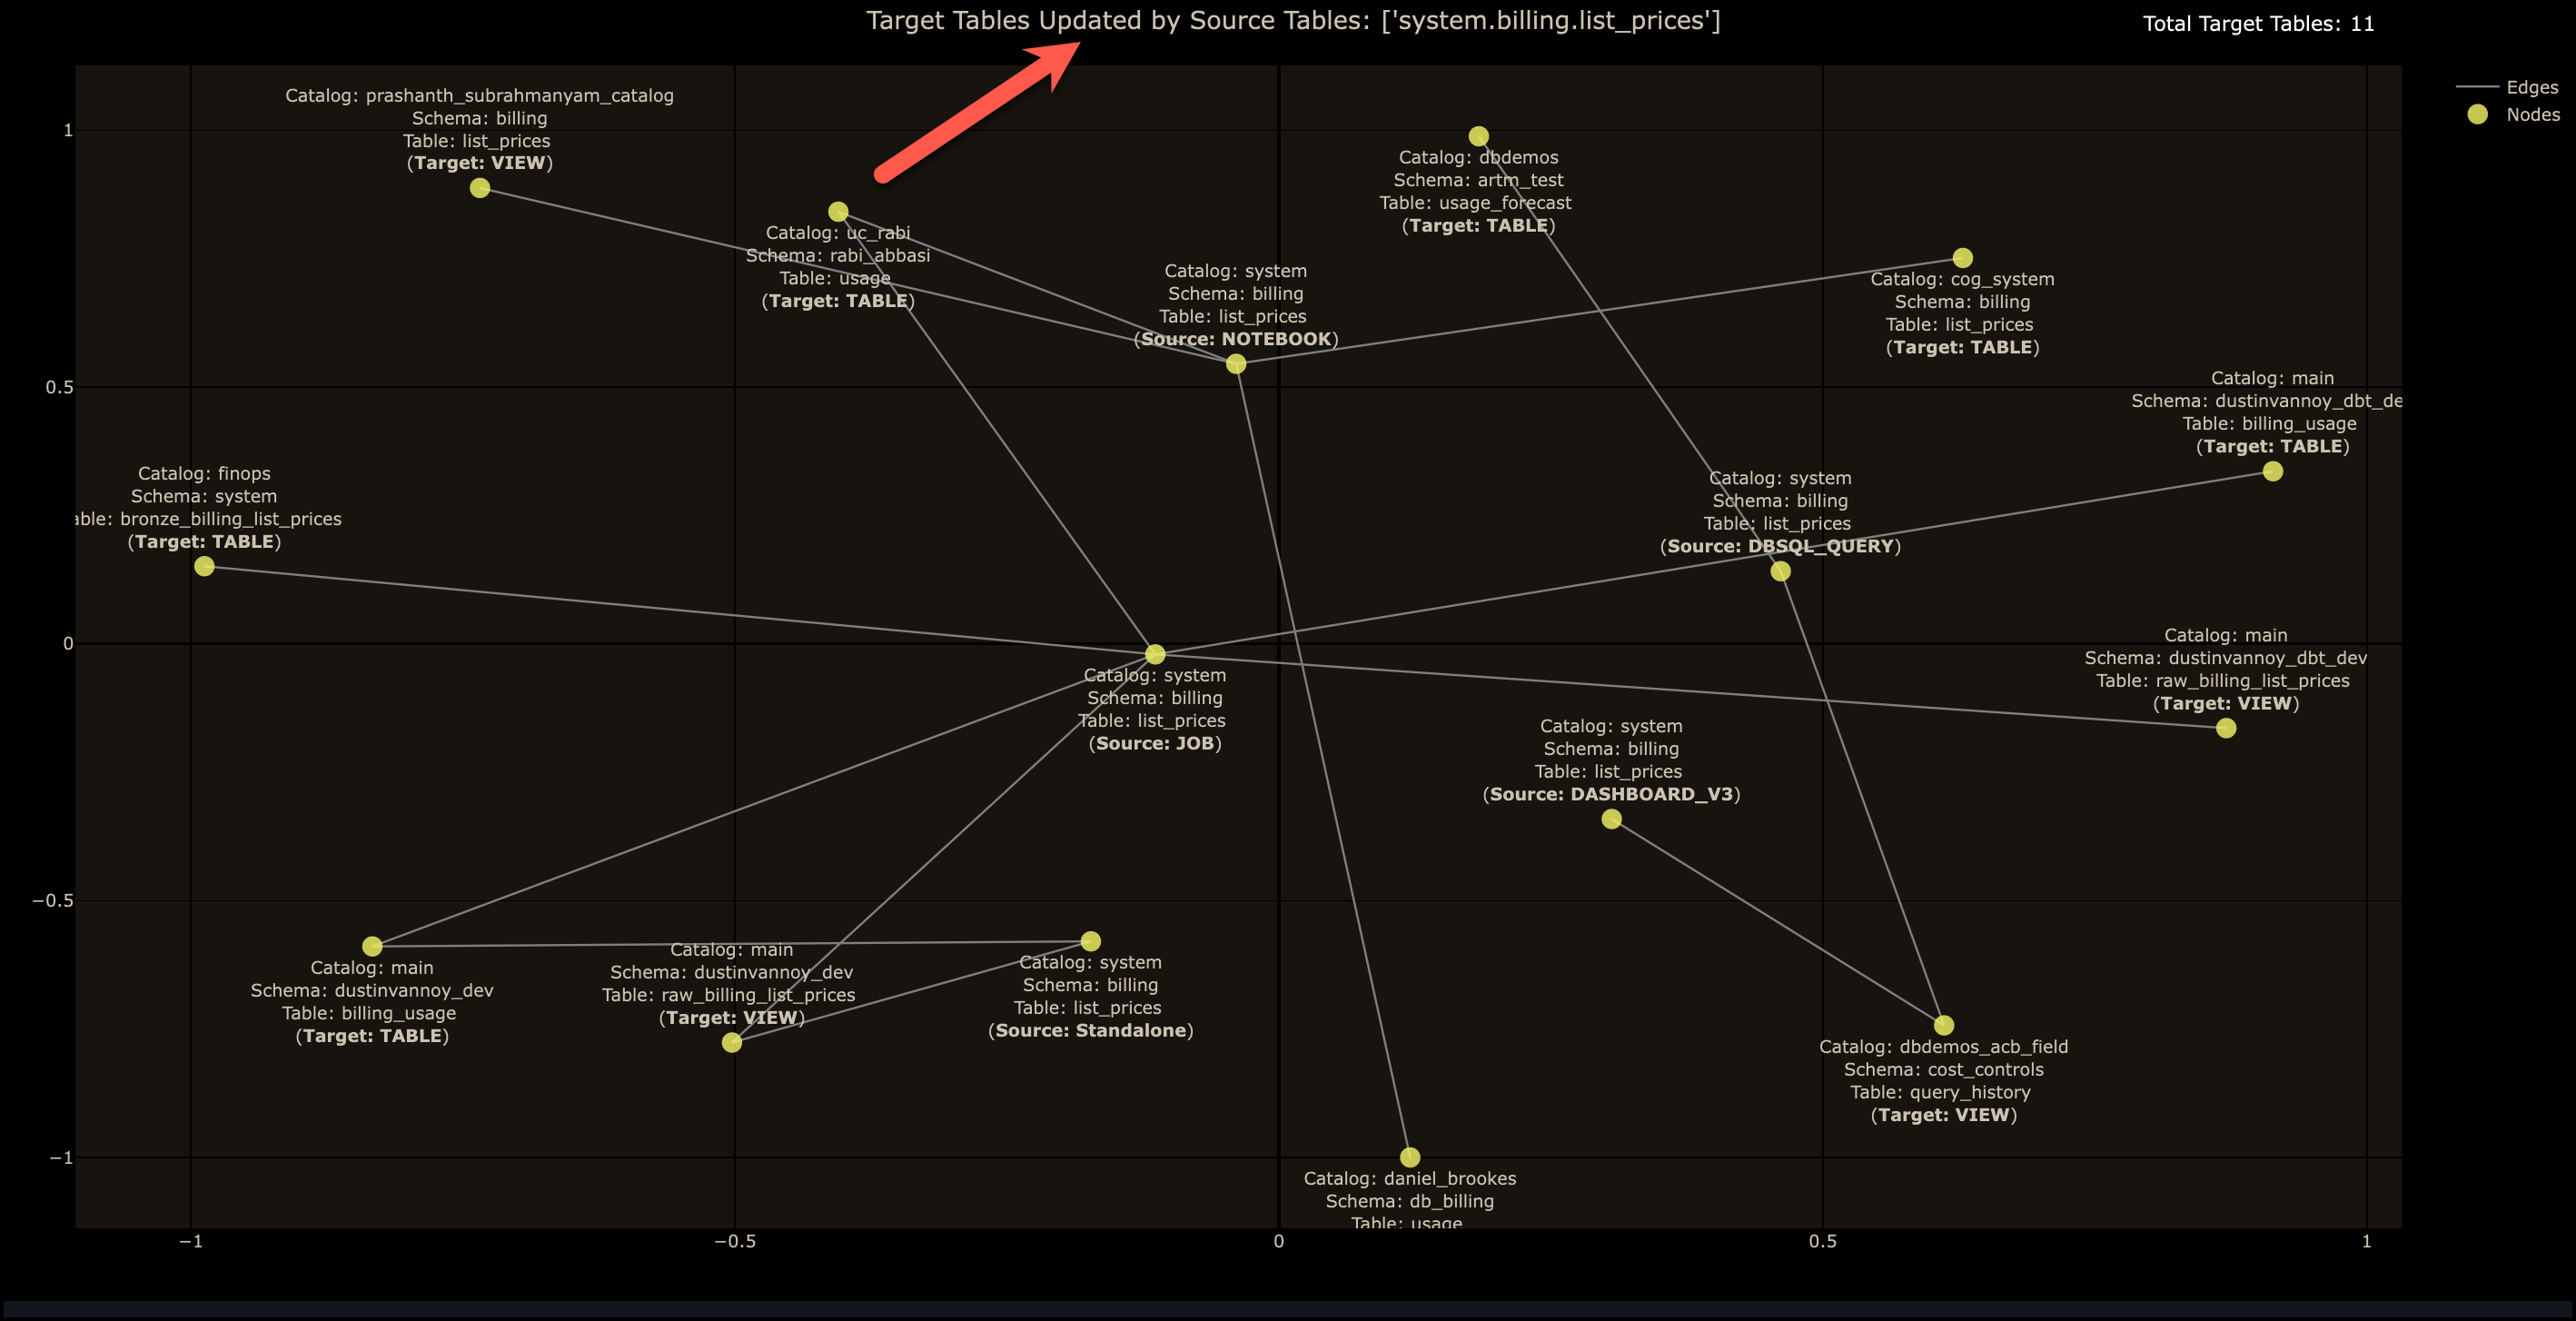 Target Tables Updated by Source Tables: ['system.billing.list_prices']
Total Target Tables: 11
Edges
Nodes
Catalog: prashanth_subrahmanyam_catalog
Schema: billing
Table: list_prices
(Target: VIEW)
Catalog: uc_rabi
Schema: rabi_abbasi
Table: usage
(Target: TABLE)
Catalog: dbdemos
Schema: artm_test
Table: usage_forecast
(Target: TABLE)
Catalog: system
Schema: billing
Table: list_prices
(Source: NOTEBOOK)
Catalog: cog_system
Schema: billing
Table: list_prices
(Target: TABLE)
Catalog: main
Schema: dustinvannoy_dbt_de
Table: billing_usage
(Target: TABLE)
Catalog: finops
Schema: system
able: bronze_billing_list_prices
(Target: TABLE)
Catalog: system
Schema: billing
Table: list_prices
(Source: DBSQL_QUERY)
Catalog: system
Schema: billing
Table: list_prices
(Source: JOB)
Catalog: main
Schema: dustinvannoy_dbt_dev
Table: raw_billing_list_prices
(Target: VIEW)
Catalog: system
Schema: billing
Table: list_prices
(Source: DASHBOARD_V3)
Catalog: main
Schema: dustinvannoy_dev
Table: billing_usage
(Target: TABLE)
Catalog: main
Schema: dustinvannoy_dev
Table: raw_billing_list_prices
(Target: VIEW)
Catalog: system
Schema: billing
Table: list_prices
(Source: Standalone)
Catalog: dbdemos_acb_field
Schema: cost_controls
Table: query_history
(Target: VIEW)
Catalog: daniel_brookes
Schema: db_billing
Table: usage
1
0.5
0
−0.5
−1
−1
−0.5
0
0.5
1